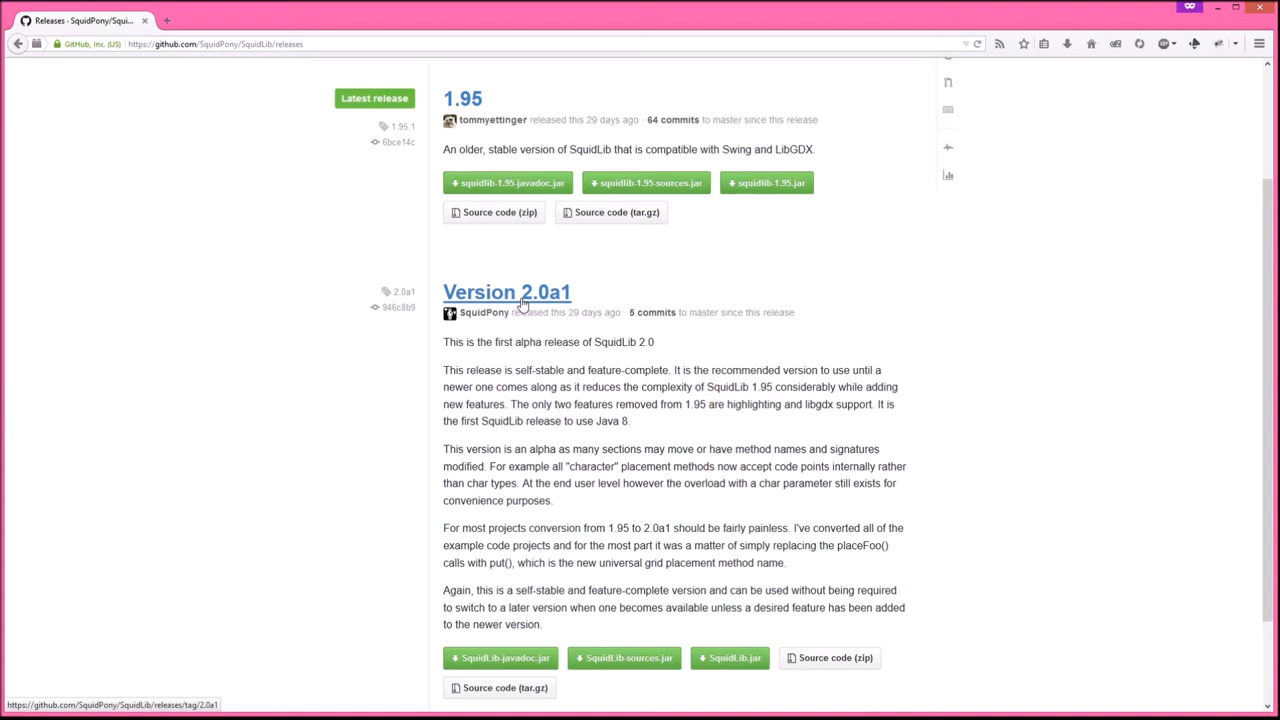 Releases · SquidPony/Squi...
GitHub, Inc. (US)
https://github.com/SquidPony/SquidLib/releases
Latest release
1.95
1.95.1
tommyettinger released this 29 days ago · 64 commits to master since this release
6bce14c
An older, stable version of SquidLib that is compatible with Swing and LibGDX.
squidlib-1.95-javadoc.jar
squidlib-1.95-sources.jar
squidlib-1.95.jar
Source code (zip)
Source code (tar.gz)
2.0a1
Version 2.0a1
946c8b9
SquidPony released this 29 days ago · 5 commits to master since this release
This is the first alpha release of SquidLib 2.0
This release is self-stable and feature-complete. It is the recommended version to use until a
newer one comes along as it reduces the complexity of SquidLib 1.95 considerably while adding
new features. The only two features removed from 1.95 are highlighting and libgdx support. It is
the first SquidLib release to use Java 8.
This version is an alpha as many sections may move or have method names and signatures
modified. For example all "character" placement methods now accept code points internally rather
than char types. At the end user level however the overload with a char parameter still exists for
convenience purposes.
For most projects conversion from 1.95 to 2.0a1 should be fairly painless. I've converted all of the
example code projects and for the most part it was a matter of simply replacing the placeFoo()
calls with put(), which is the new universal grid placement method name.
Again, this is a self-stable and feature-complete version and can be used without being required
to switch to a later version when one becomes available unless a desired feature has been added
to the newer version.
SquidLib-javadoc.jar
SquidLib-sources.jar
SquidLib.jar
Source code (zip)
Source code (tar.gz)
https://github.com/SquidPony/SquidLib/releases/tag/2.0a1